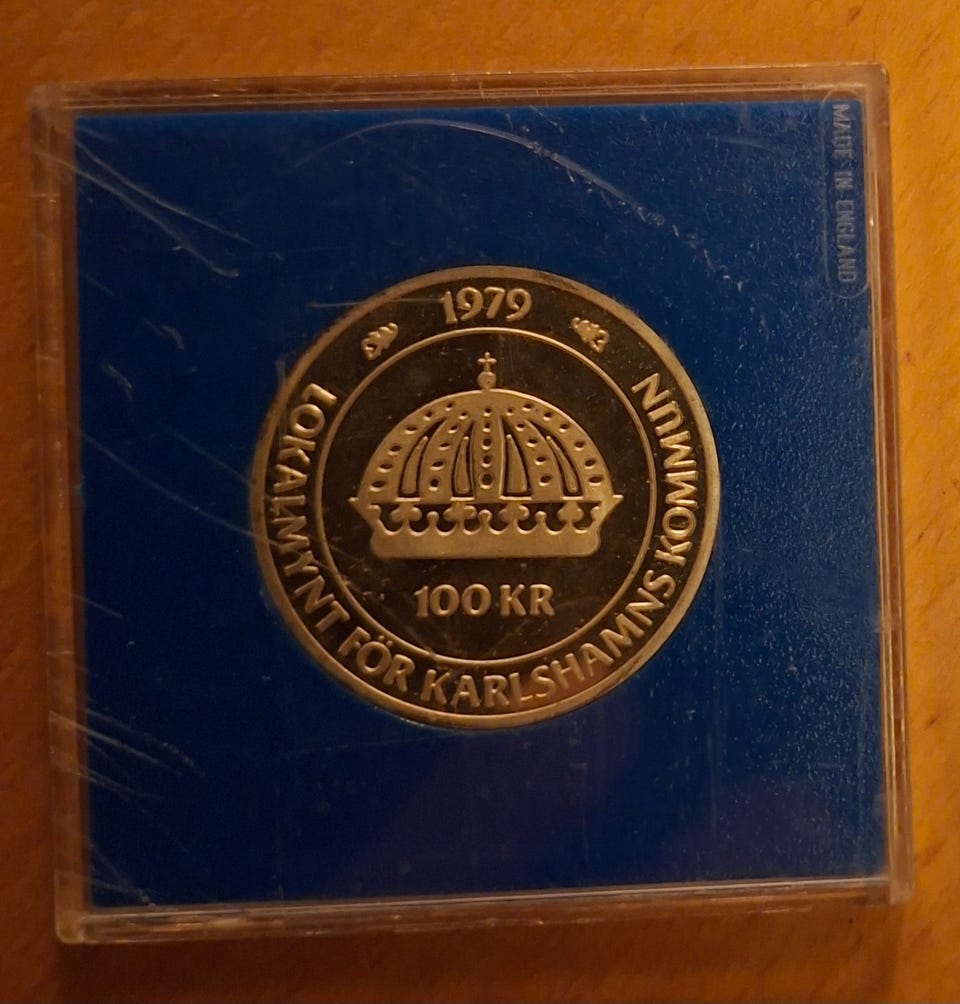 MADE IN ENGLAND
1979
LOKALMYNT FÖR KARLSHAMNS KOMMUN
100 KR